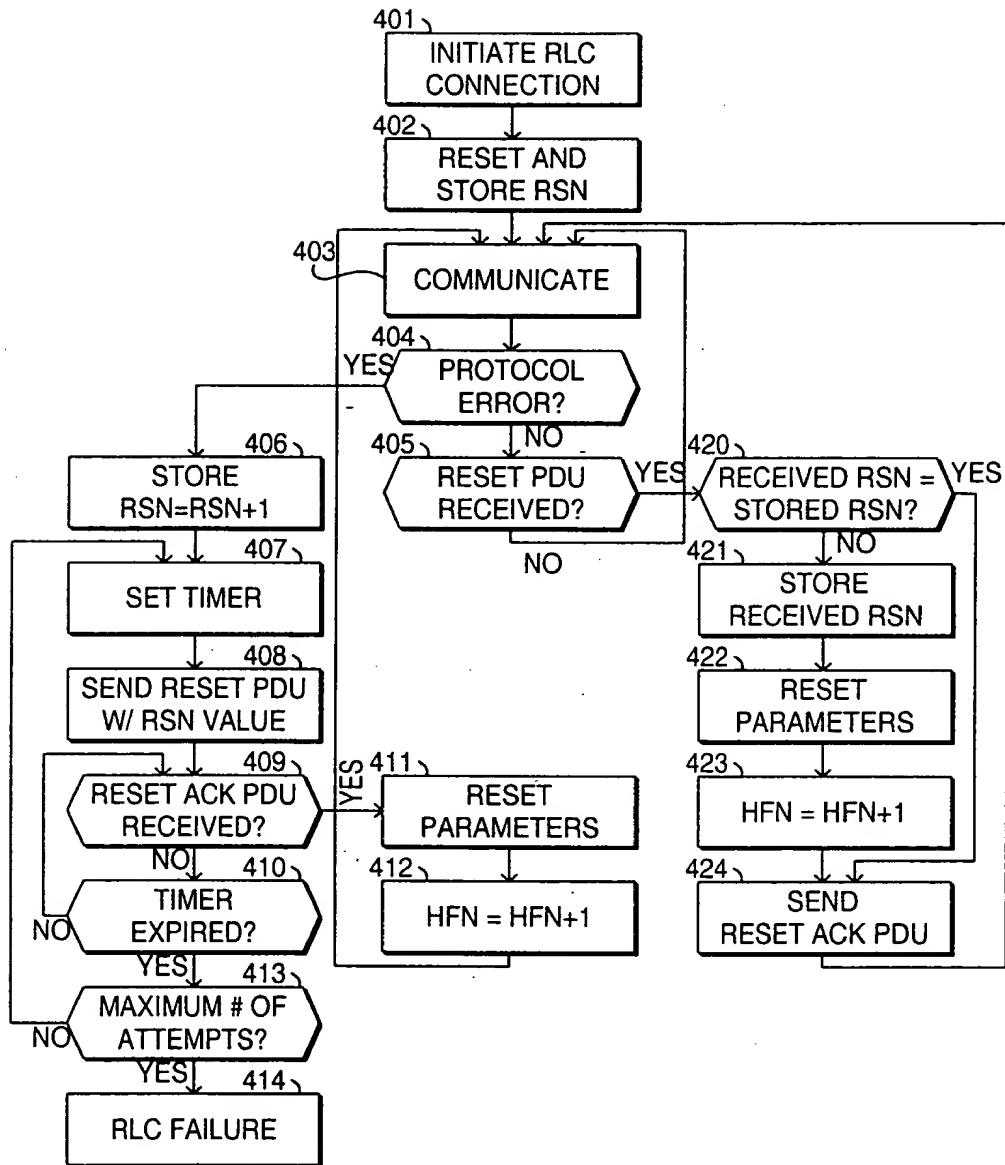 401
INITIATE RLC
CONNECTION
402
RESET AND
STORE RSN
403
COMMUNICATE
404
YES
PROTOCOL
ERROR?
NO
405
RESET PDU
RECEIVED?
YES
NO
420
RECEIVED RSN =
STORED RSN?
YES
NO
406
STORE
RSN=RSN+1
407
SET TIMER
408
SEND RESET PDU
W/ RSN VALUE
409
RESET ACK PDU
RECEIVED?
YES
NO
410
TIMER
EXPIRED?
NO
YES
413
MAXIMUM # OF
ATTEMPTS?
NO
YES
414
RLC FAILURE
411
RESET
PARAMETERS
412
HFN = HFN+1
421
STORE
RECEIVED RSN
422
RESET
PARAMETERS
423
HFN = HFN+1
424
SEND
RESET ACK PDU